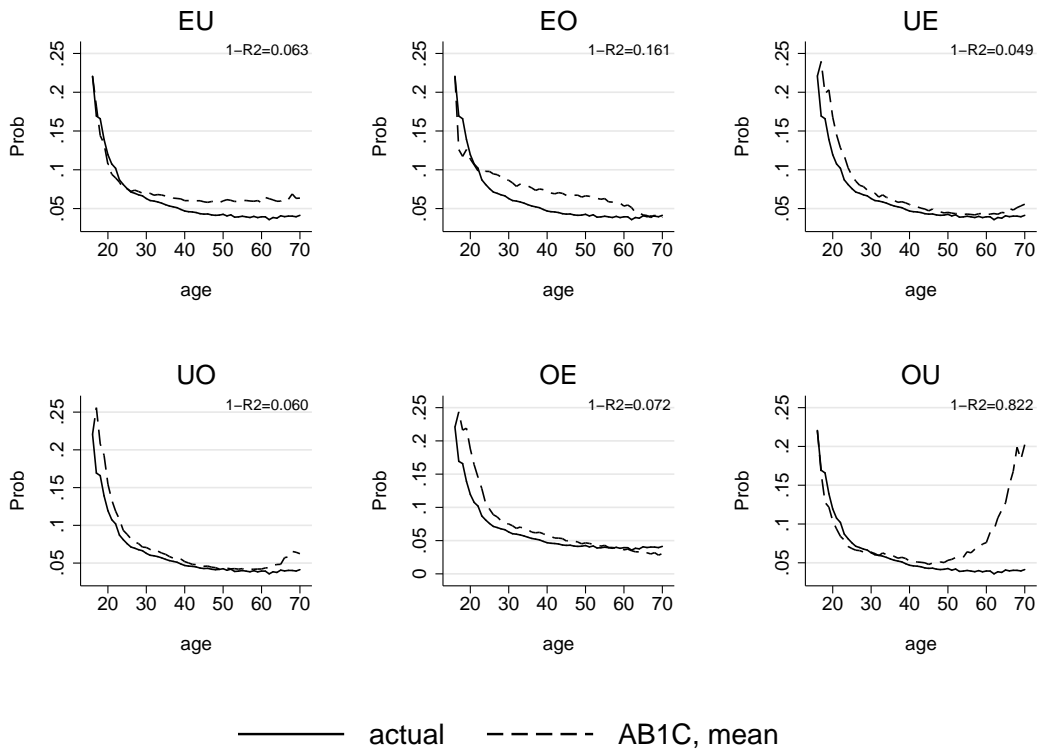 EU
1−R2=0.063
Prob
.25
.2
.15
.1
.05
20 30 40 50 60 70
age
EO
1−R2=0.161
Prob
.25
.2
.15
.1
.05
20 30 40 50 60 70
age
UE
1−R2=0.049
Prob
.25
.2
.15
.1
.05
20 30 40 50 60 70
age
UO
1−R2=0.060
Prob
.25
.2
.15
.1
.05
20 30 40 50 60 70
age
OE
1−R2=0.072
Prob
.25
.2
.15
.1
.05
0
20 30 40 50 60 70
age
OU
1−R2=0.822
Prob
.25
.2
.15
.1
.05
20 30 40 50 60 70
age
actual AB1C, mean